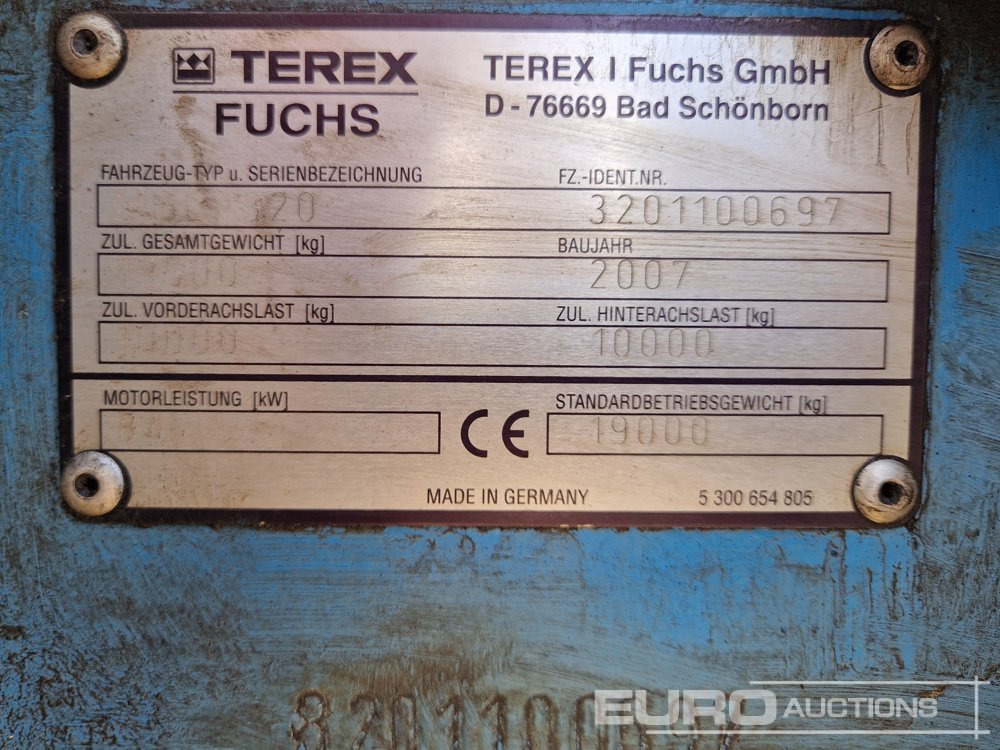 TEREX
FUCHS
TEREX I Fuchs GmbH
D - 76669 Bad Schönborn
FAHRZEUG-TYP u. SERIENBEZEICHNUNG
FZ.-IDENT.NR.
3201100697
ZUL. GESAMTGEWICHT [kg]
BAUJAHR
2007
ZUL. VORDERACHSLAST [kg]
ZUL. HINTERACHSLAST [kg]
10000
MOTORLEISTUNG [kW]
CE
STANDARDBETRIEBSGEWICHT [kg]
19000
MADE IN GERMANY
5 300 654 805
EURO AUCTIONS